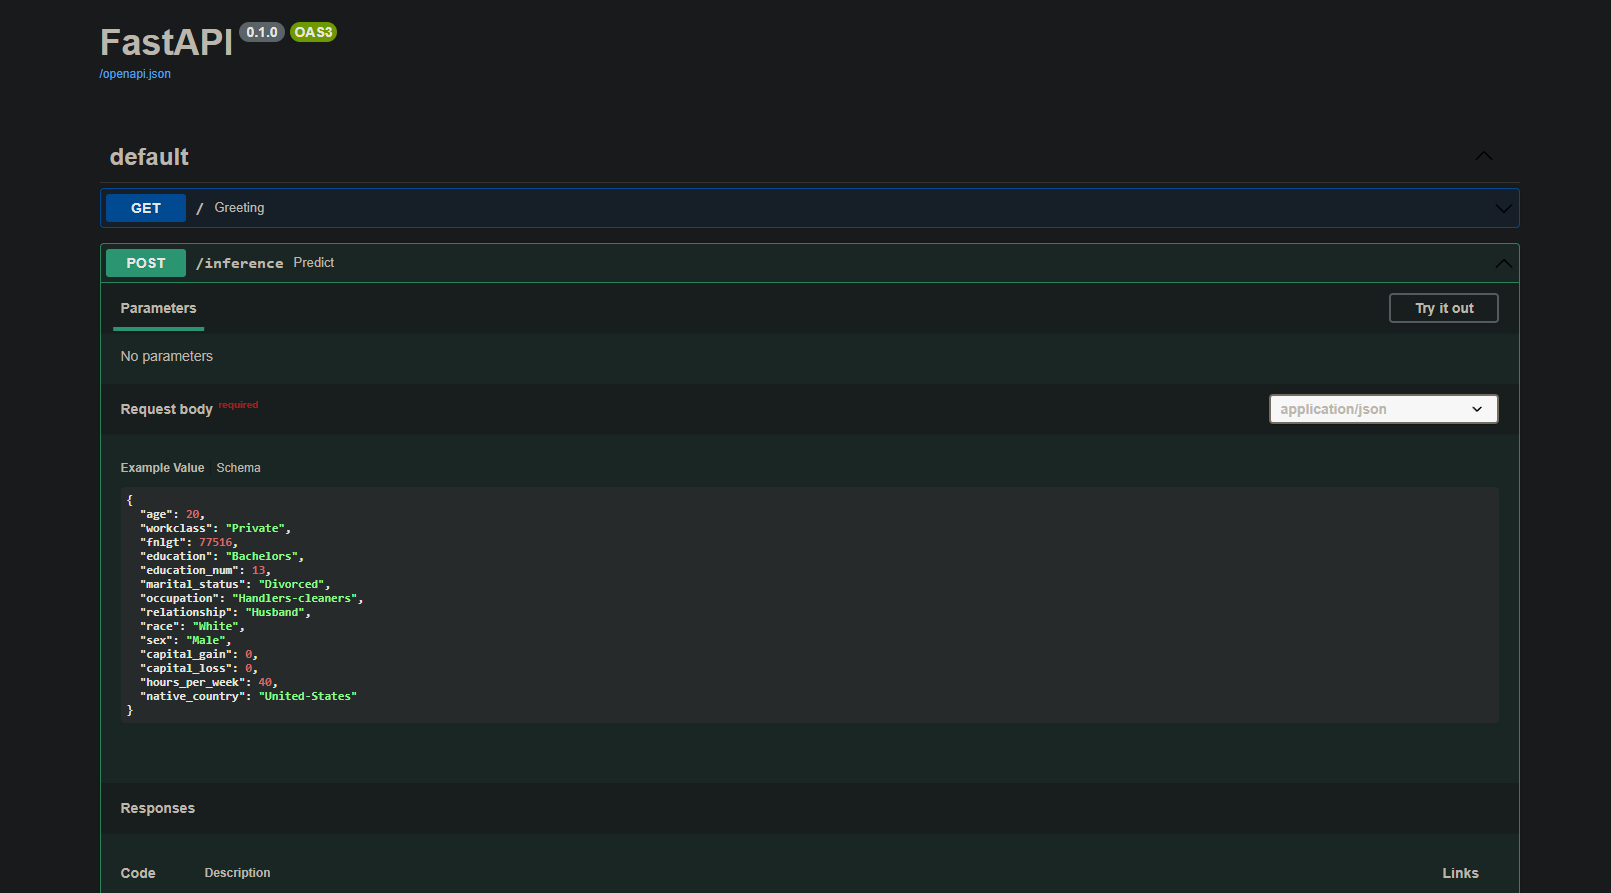 FastAPI 0.1.0 OAS3
/openapi.json
default
GET / Greeting
POST /inference Predict
Parameters
Try it out
No parameters
Request body required
application/json
Example Value Schema
{
  "age": 20,
  "workclass": "Private",
  "fnlgt": 77516,
  "education": "Bachelors",
  "education_num": 13,
  "marital_status": "Divorced",
  "occupation": "Handlers-cleaners",
  "relationship": "Husband",
  "race": "White",
  "sex": "Male",
  "capital_gain": 0,
  "capital_loss": 0,
  "hours_per_week": 40,
  "native_country": "United-States"
}
Responses
Code Description Links